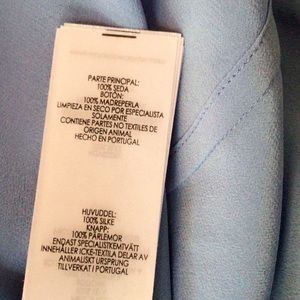 PARTE PRINCIPAL:
100% SEDA
BOTÓN:
100% MADREPERLA
LIMPIEZA EN SECO POR ESPECIALISTA
SOLAMENTE
CONTIENE PARTES NO TEXTILES DE
ORIGEN ANIMAL
HECHO EN PORTUGAL
HUVUDDEL:
100% SILKE
KNAPP:
100% PÄRLEMOR
ENDAST SPECIALISTKEMTVÄTT
INNEHÅLLER ICKE-TEXTILA DELAR AV
ANIMALISKT URSPRUNG
TILLVERKAT I PORTUGAL